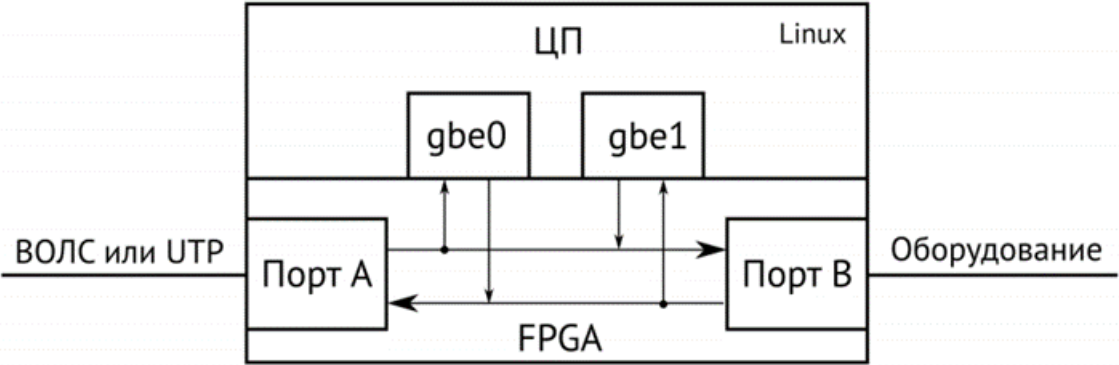 ЦП
Linux
gbe0
gbe1
ВОЛС или UTP
Порт А
Порт В
Оборудование
FPGA